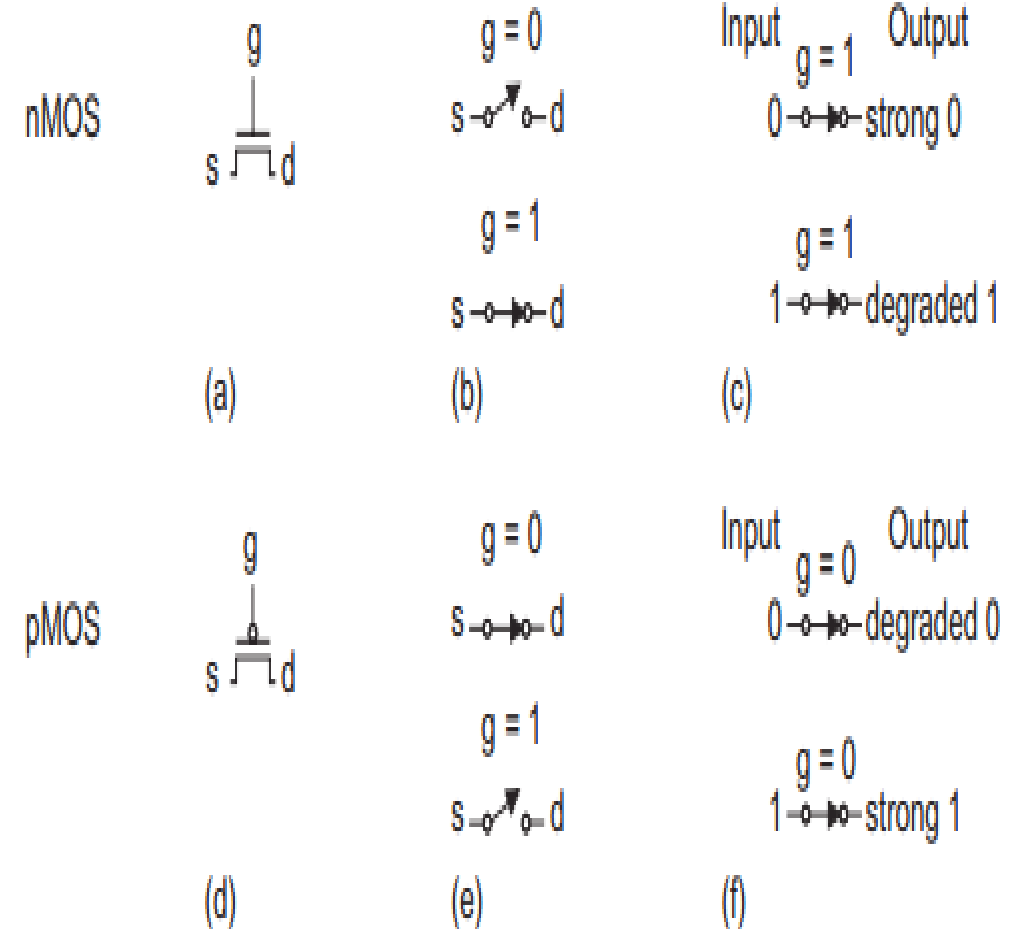 g
g = 0
Input
g = 1
Output
nMOS
s
d
0
strong 0
s
d
g = 1
g = 1
s
d
1
degraded 1
(a)
(b)
(c)
g
g = 0
Input
g = 0
Output
pMOS
s
d
0
degraded 0
s
d
g = 1
g = 0
s
d
1
strong 1
(d)
(e)
(f)